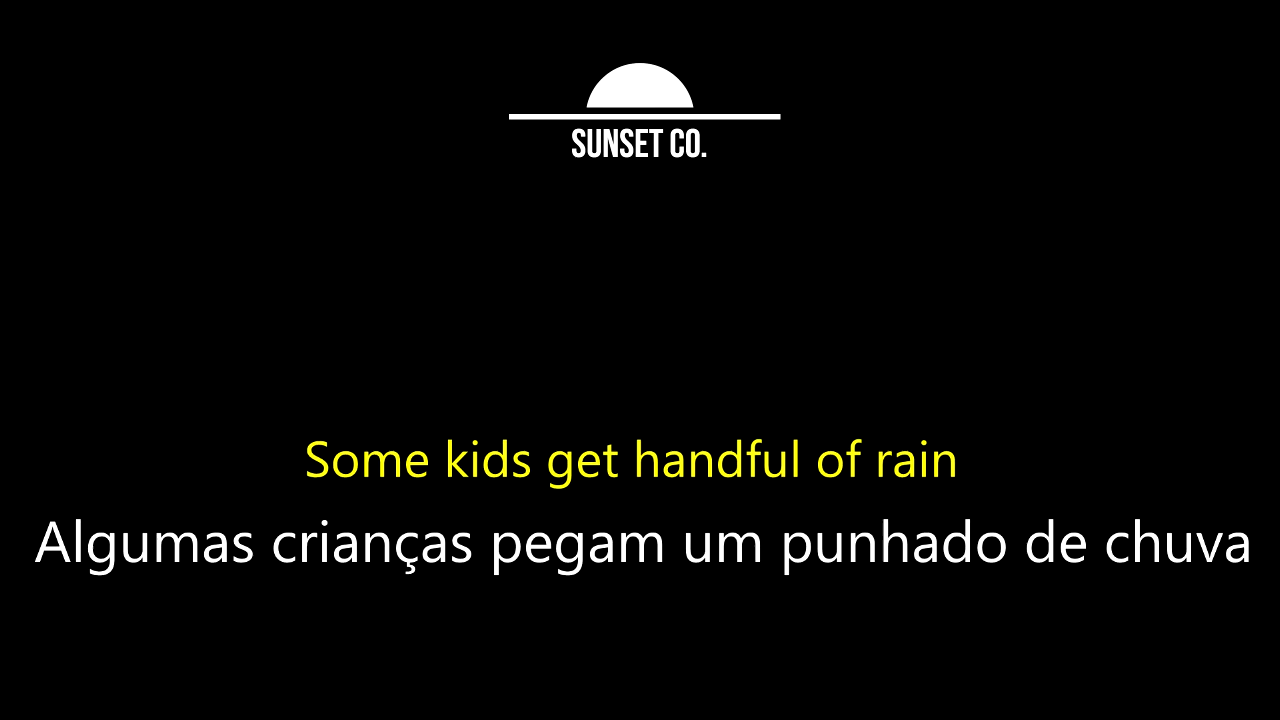 SUNSET CO.
Some kids get handful of rain
Algumas crianças pegam um punhado de chuva